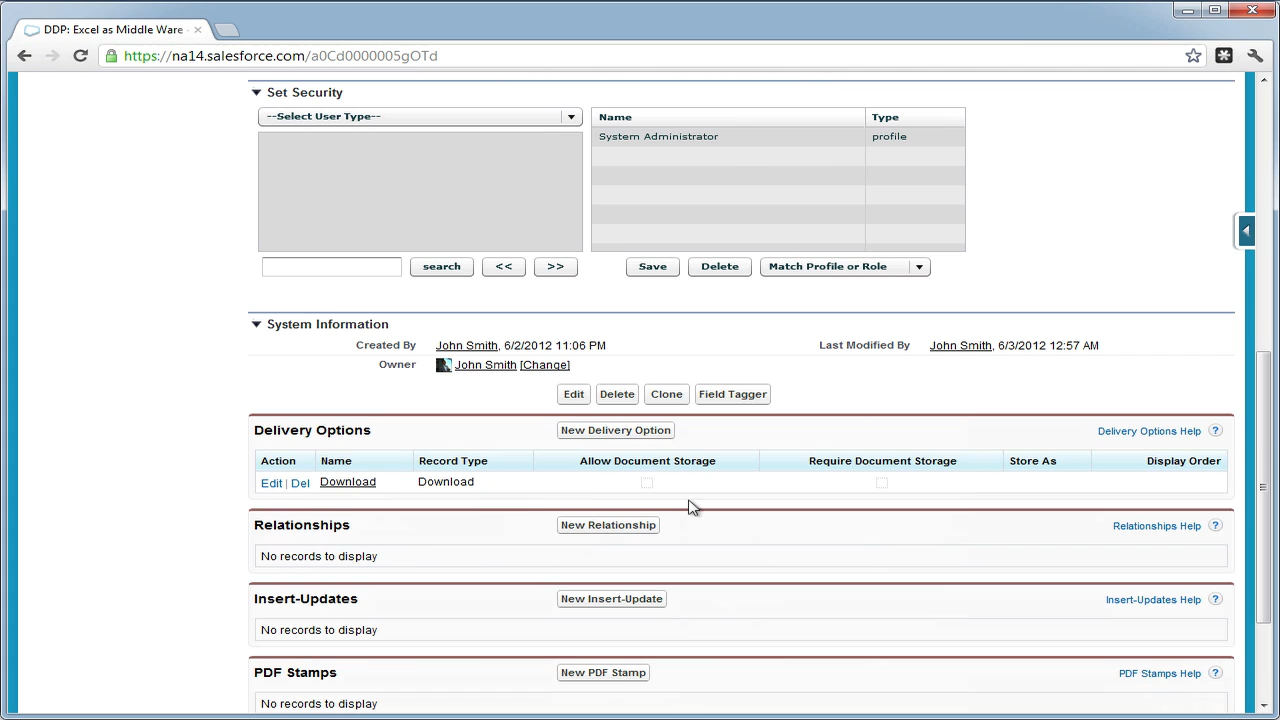 DDP: Excel as Middle Ware
https://na14.salesforce.com/a0Cd0000005gOTd
Set Security
--Select User Type--
Name Type
System Administrator profile
search << >> Save Delete Match Profile or Role
System Information
Created By John Smith, 6/2/2012 11:06 PM Last Modified By John Smith, 6/3/2012 12:57 AM
Owner John Smith [Change]
Edit Delete Clone Field Tagger
Delivery Options New Delivery Option Delivery Options Help ?
Action Name Record Type Allow Document Storage Require Document Storage Store As Display Order
Edit | Del Download Download
Relationships New Relationship Relationships Help ?
No records to display
Insert-Updates New Insert-Update Insert-Updates Help ?
No records to display
PDF Stamps New PDF Stamp PDF Stamps Help ?
No records to display